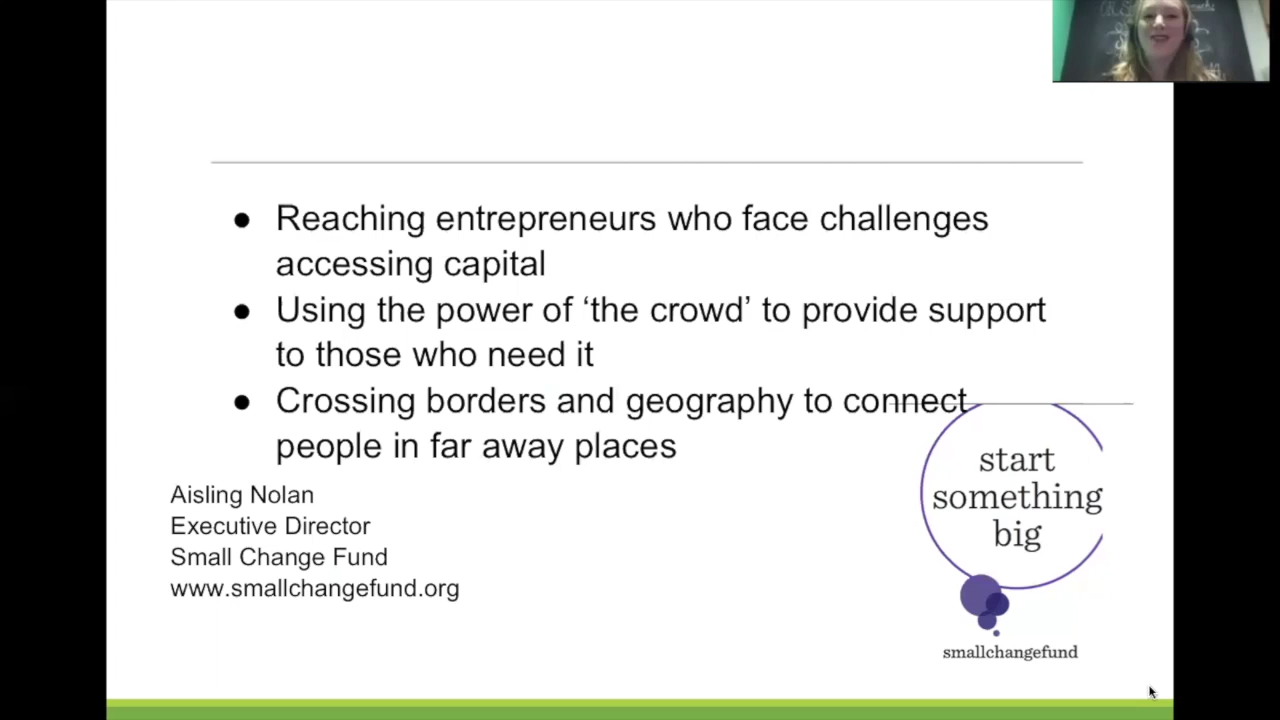 ● Reaching entrepreneurs who face challenges
accessing capital
● Using the power of ‘the crowd’ to provide support
to those who need it
● Crossing borders and geography to connect
people in far away places
Aisling Nolan
Executive Director
Small Change Fund
www.smallchangefund.org
start
something
big
smallchangefund